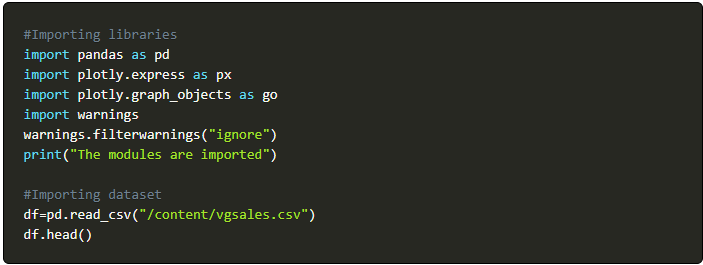 #Importing libraries
import pandas as pd
import plotly.express as px
import plotly.graph_objects as go
import warnings
warnings.filterwarnings("ignore")
print("The modules are imported")
#Importing dataset
df=pd.read_csv("/content/vgsales.csv")
df.head()